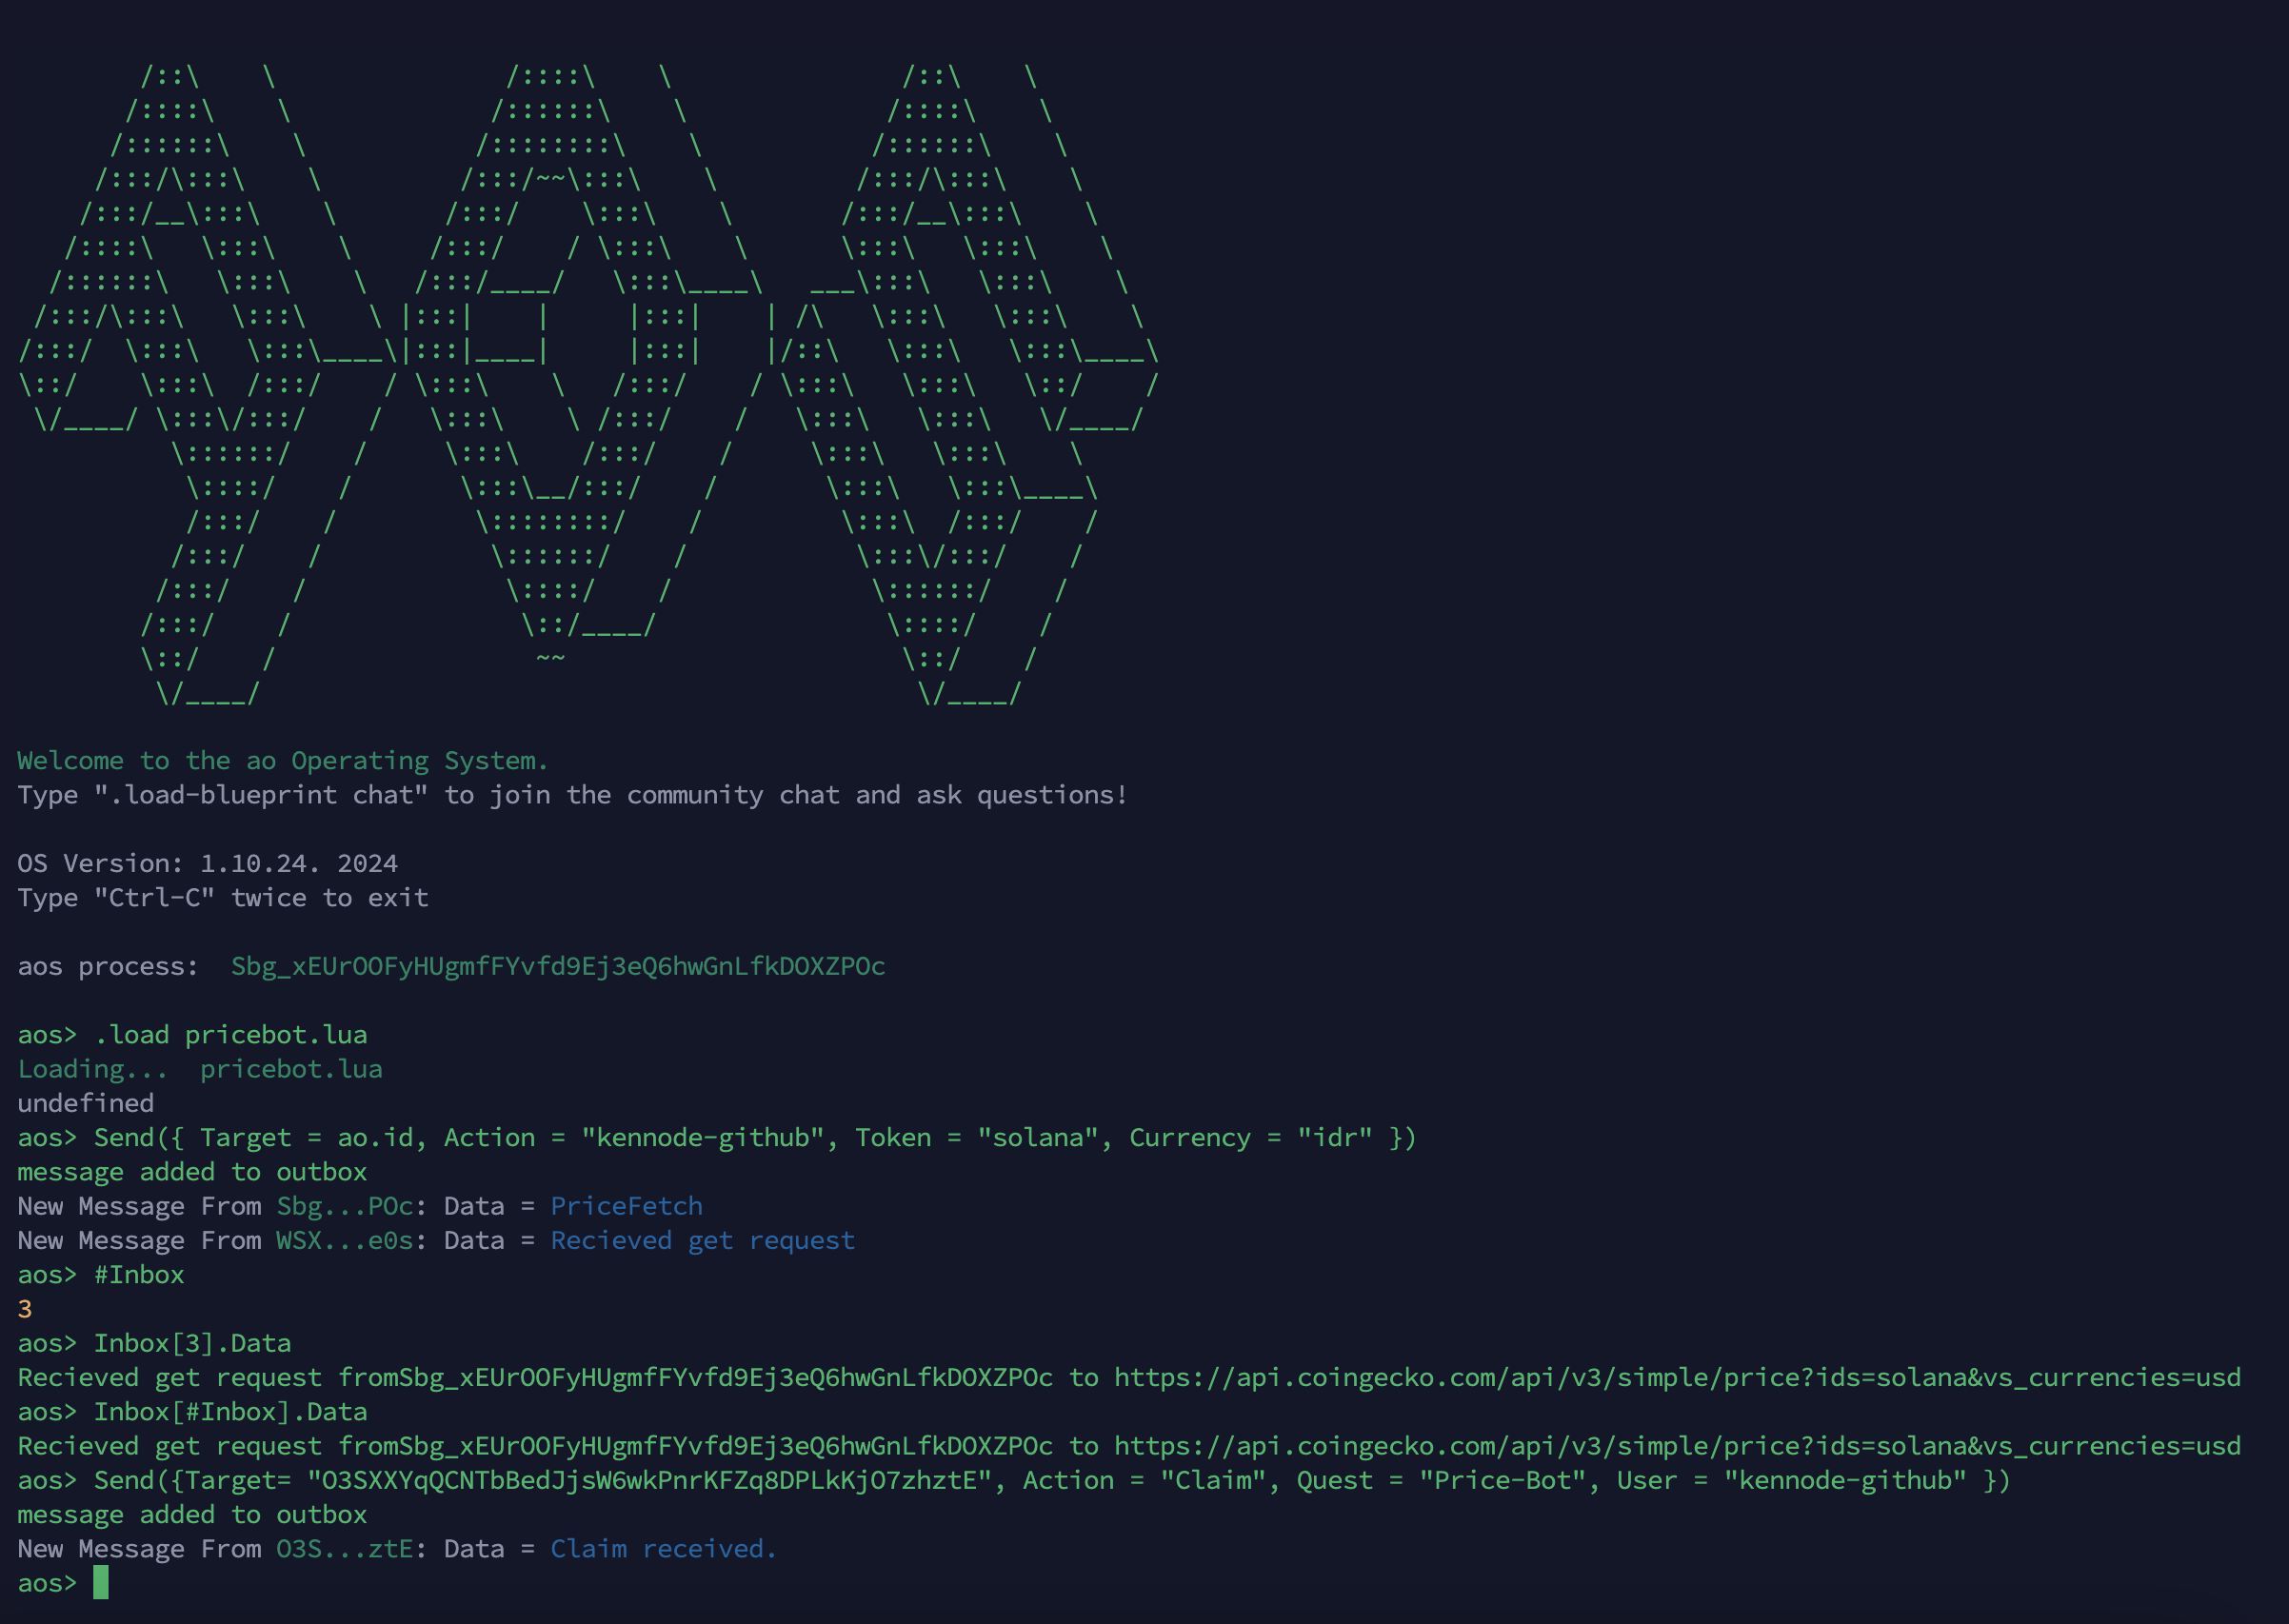 Welcome to the ao Operating System.
Type ".load-blueprint chat" to join the community chat and ask questions!
OS Version: 1.10.24. 2024
Type "Ctrl-C" twice to exit
aos process:  Sbg_xEUrOOFyHUgmfFYvfd9Ej3eQ6hwGnLfkDOXZPOc
aos> .load pricebot.lua
Loading...  pricebot.lua
undefined
aos> Send({ Target = ao.id, Action = "kennode-github", Token = "solana", Currency = "idr" })
message added to outbox
New Message From Sbg...POc: Data = PriceFetch
New Message From WSX...e0s: Data = Recieved get request
aos> #Inbox
3
aos> Inbox[3].Data
Recieved get request fromSbg_xEUrOOFyHUgmfFYvfd9Ej3eQ6hwGnLfkDOXZPOc to https://api.coingecko.com/api/v3/simple/price?ids=solana&vs_currencies=usd
aos> Inbox[#Inbox].Data
Recieved get request fromSbg_xEUrOOFyHUgmfFYvfd9Ej3eQ6hwGnLfkDOXZPOc to https://api.coingecko.com/api/v3/simple/price?ids=solana&vs_currencies=usd
aos> Send({Target= "O3SXXYqQCNTbBedJjsW6wkPnrKFZq8DPLkKjO7zhztE", Action = "Claim", Quest = "Price-Bot", User = "kennode-github" })
message added to outbox
New Message From O3S...ztE: Data = Claim received.
aos>